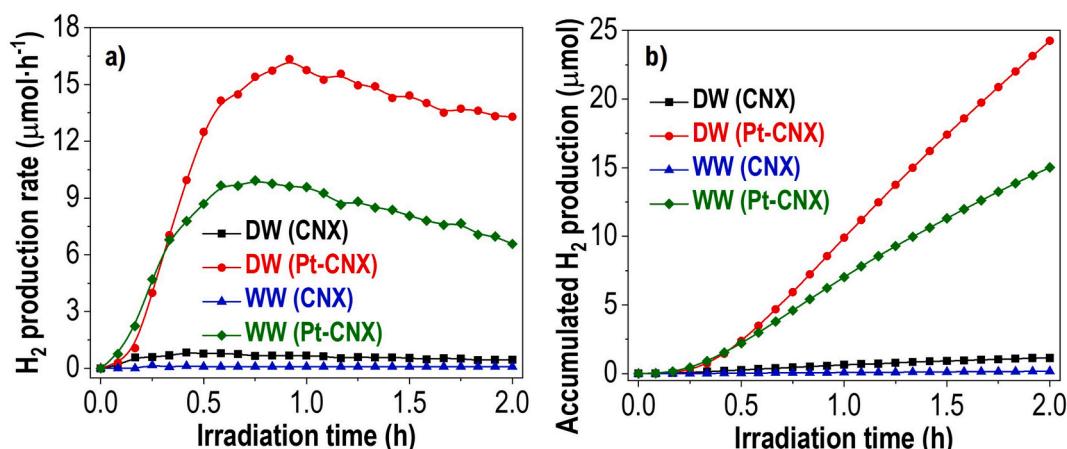 a)
H₂ production rate (μmol·h⁻¹)
18
15
12
9
6
3
0
DW (CNX)
DW (Pt-CNX)
WW (CNX)
WW (Pt-CNX)
0.0 0.5 1.0 1.5 2.0
Irradiation time (h)
b)
Accumulated H₂ production (μmol)
25
20
15
10
5
0
DW (CNX)
DW (Pt-CNX)
WW (CNX)
WW (Pt-CNX)
0.0 0.5 1.0 1.5 2.0
Irradiation time (h)